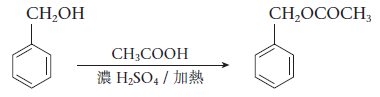 CH₂OH
CH₃COOH
濃 H₂SO₄ / 加熱
CH₂OCOCH₃